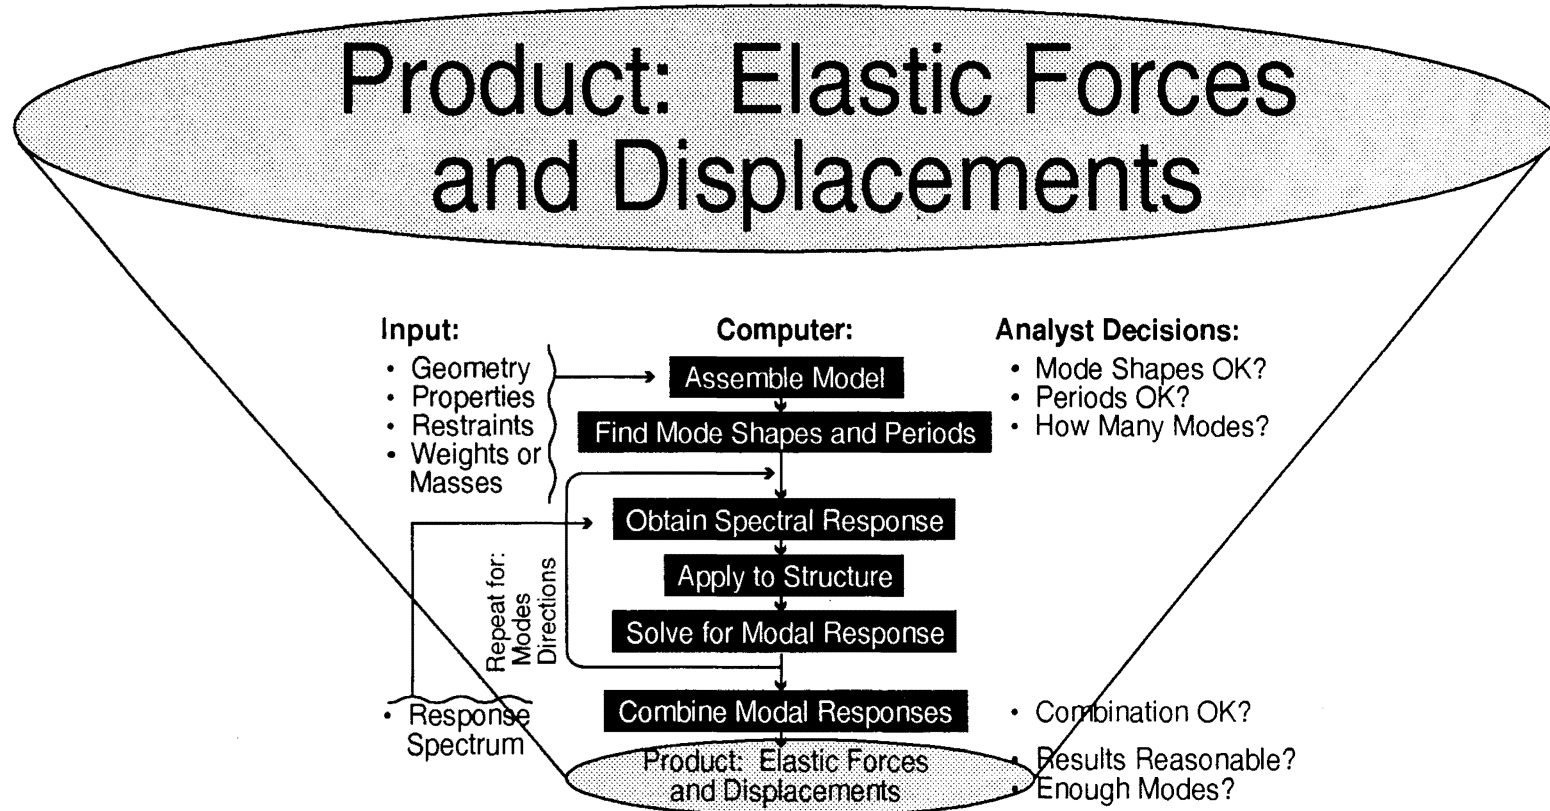 Product: Elastic Forces
and Displacements
Input:
• Geometry
• Properties
• Restraints
• Weights or
Masses
Computer:
Assemble Model
Find Mode Shapes and Periods
Obtain Spectral Response
Apply to Structure
Solve for Modal Response
Combine Modal Responses
Product: Elastic Forces
and Displacements
Repeat for:
Modes
Directions
• Response
Spectrum
Analyst Decisions:
• Mode Shapes OK?
• Periods OK?
• How Many Modes?
• Combination OK?
• Results Reasonable?
• Enough Modes?